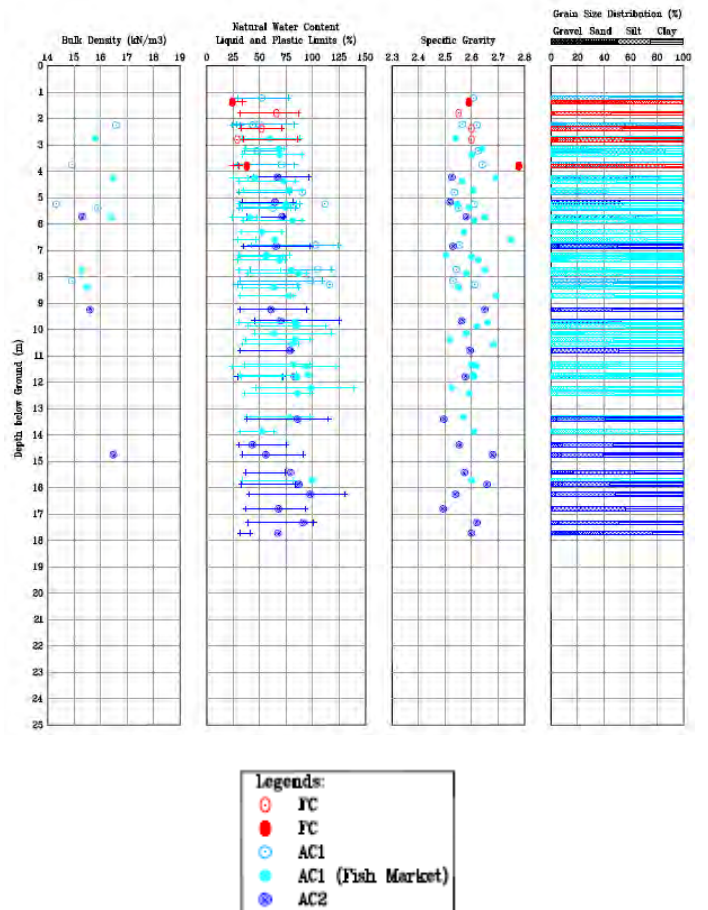 Grain Size Distribution (%)
Natural Water Content
Bulk Density (kN/m3) Liquid and Plastic Limits (%) Specific Gravity Gravel Sand Silt Clay
14 15 16 17 18 19 0 25 50 75 100 125 150 2.3 2.4 2.5 2.6 2.7 2.8 0 20 40 60 80 100
0
1
2
3
4
5
6
7
8
9
10
11
12
13
14
15
16
17
18
19
20
21
22
23
24
25
Depth below Ground (m)
Legends:
FC
FC
AC1
AC1 (Fish Market)
AC2